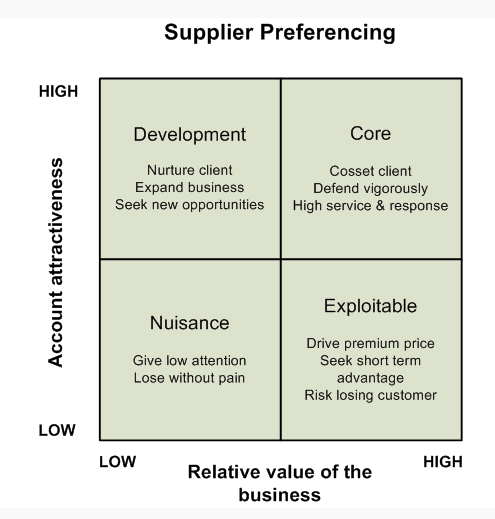 Supplier Preferencing
HIGH
Account attractiveness
LOW
Development
Nurture client
Expand business
Seek new opportunities
Core
Cosset client
Defend vigorously
High service & response
Nuisance
Give low attention
Lose without pain
Exploitable
Drive premium price
Seek short term
advantage
Risk losing customer
LOW
Relative value of the
business
HIGH